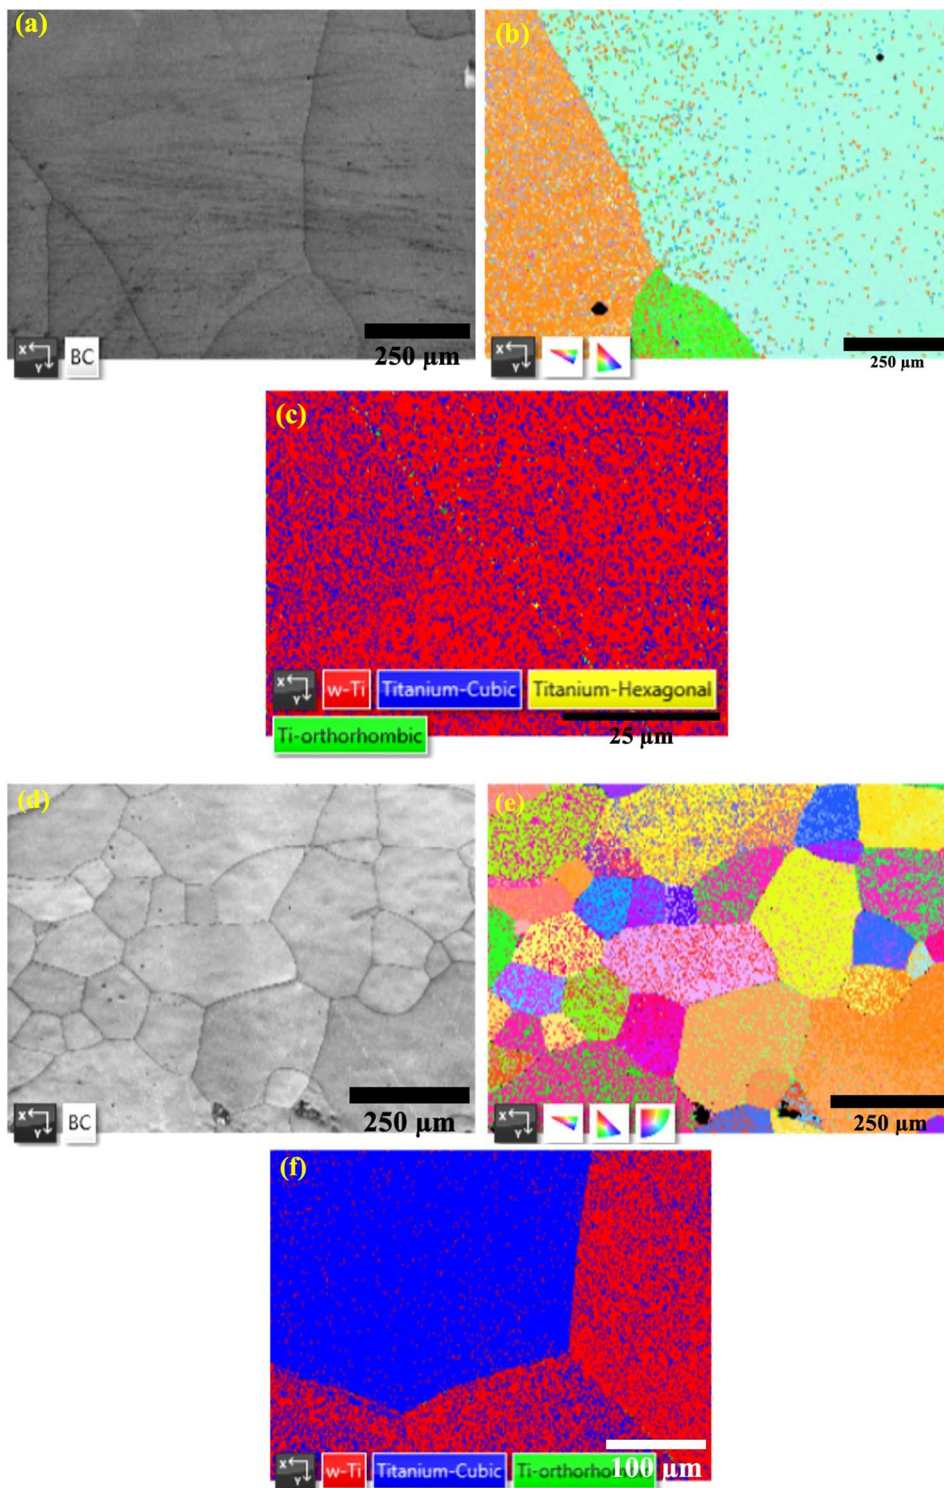 (a)
(b)
X
Y
BC
250 µm
X
Y
250 µm
(c)
X
Y
w-Ti
Titanium-Cubic
Titanium-Hexagonal
Ti-orthorhombic
25 µm
(d)
(e)
X
Y
BC
250 µm
X
Y
250 µm
(f)
X
Y
w-Ti
Titanium-Cubic
100 µm